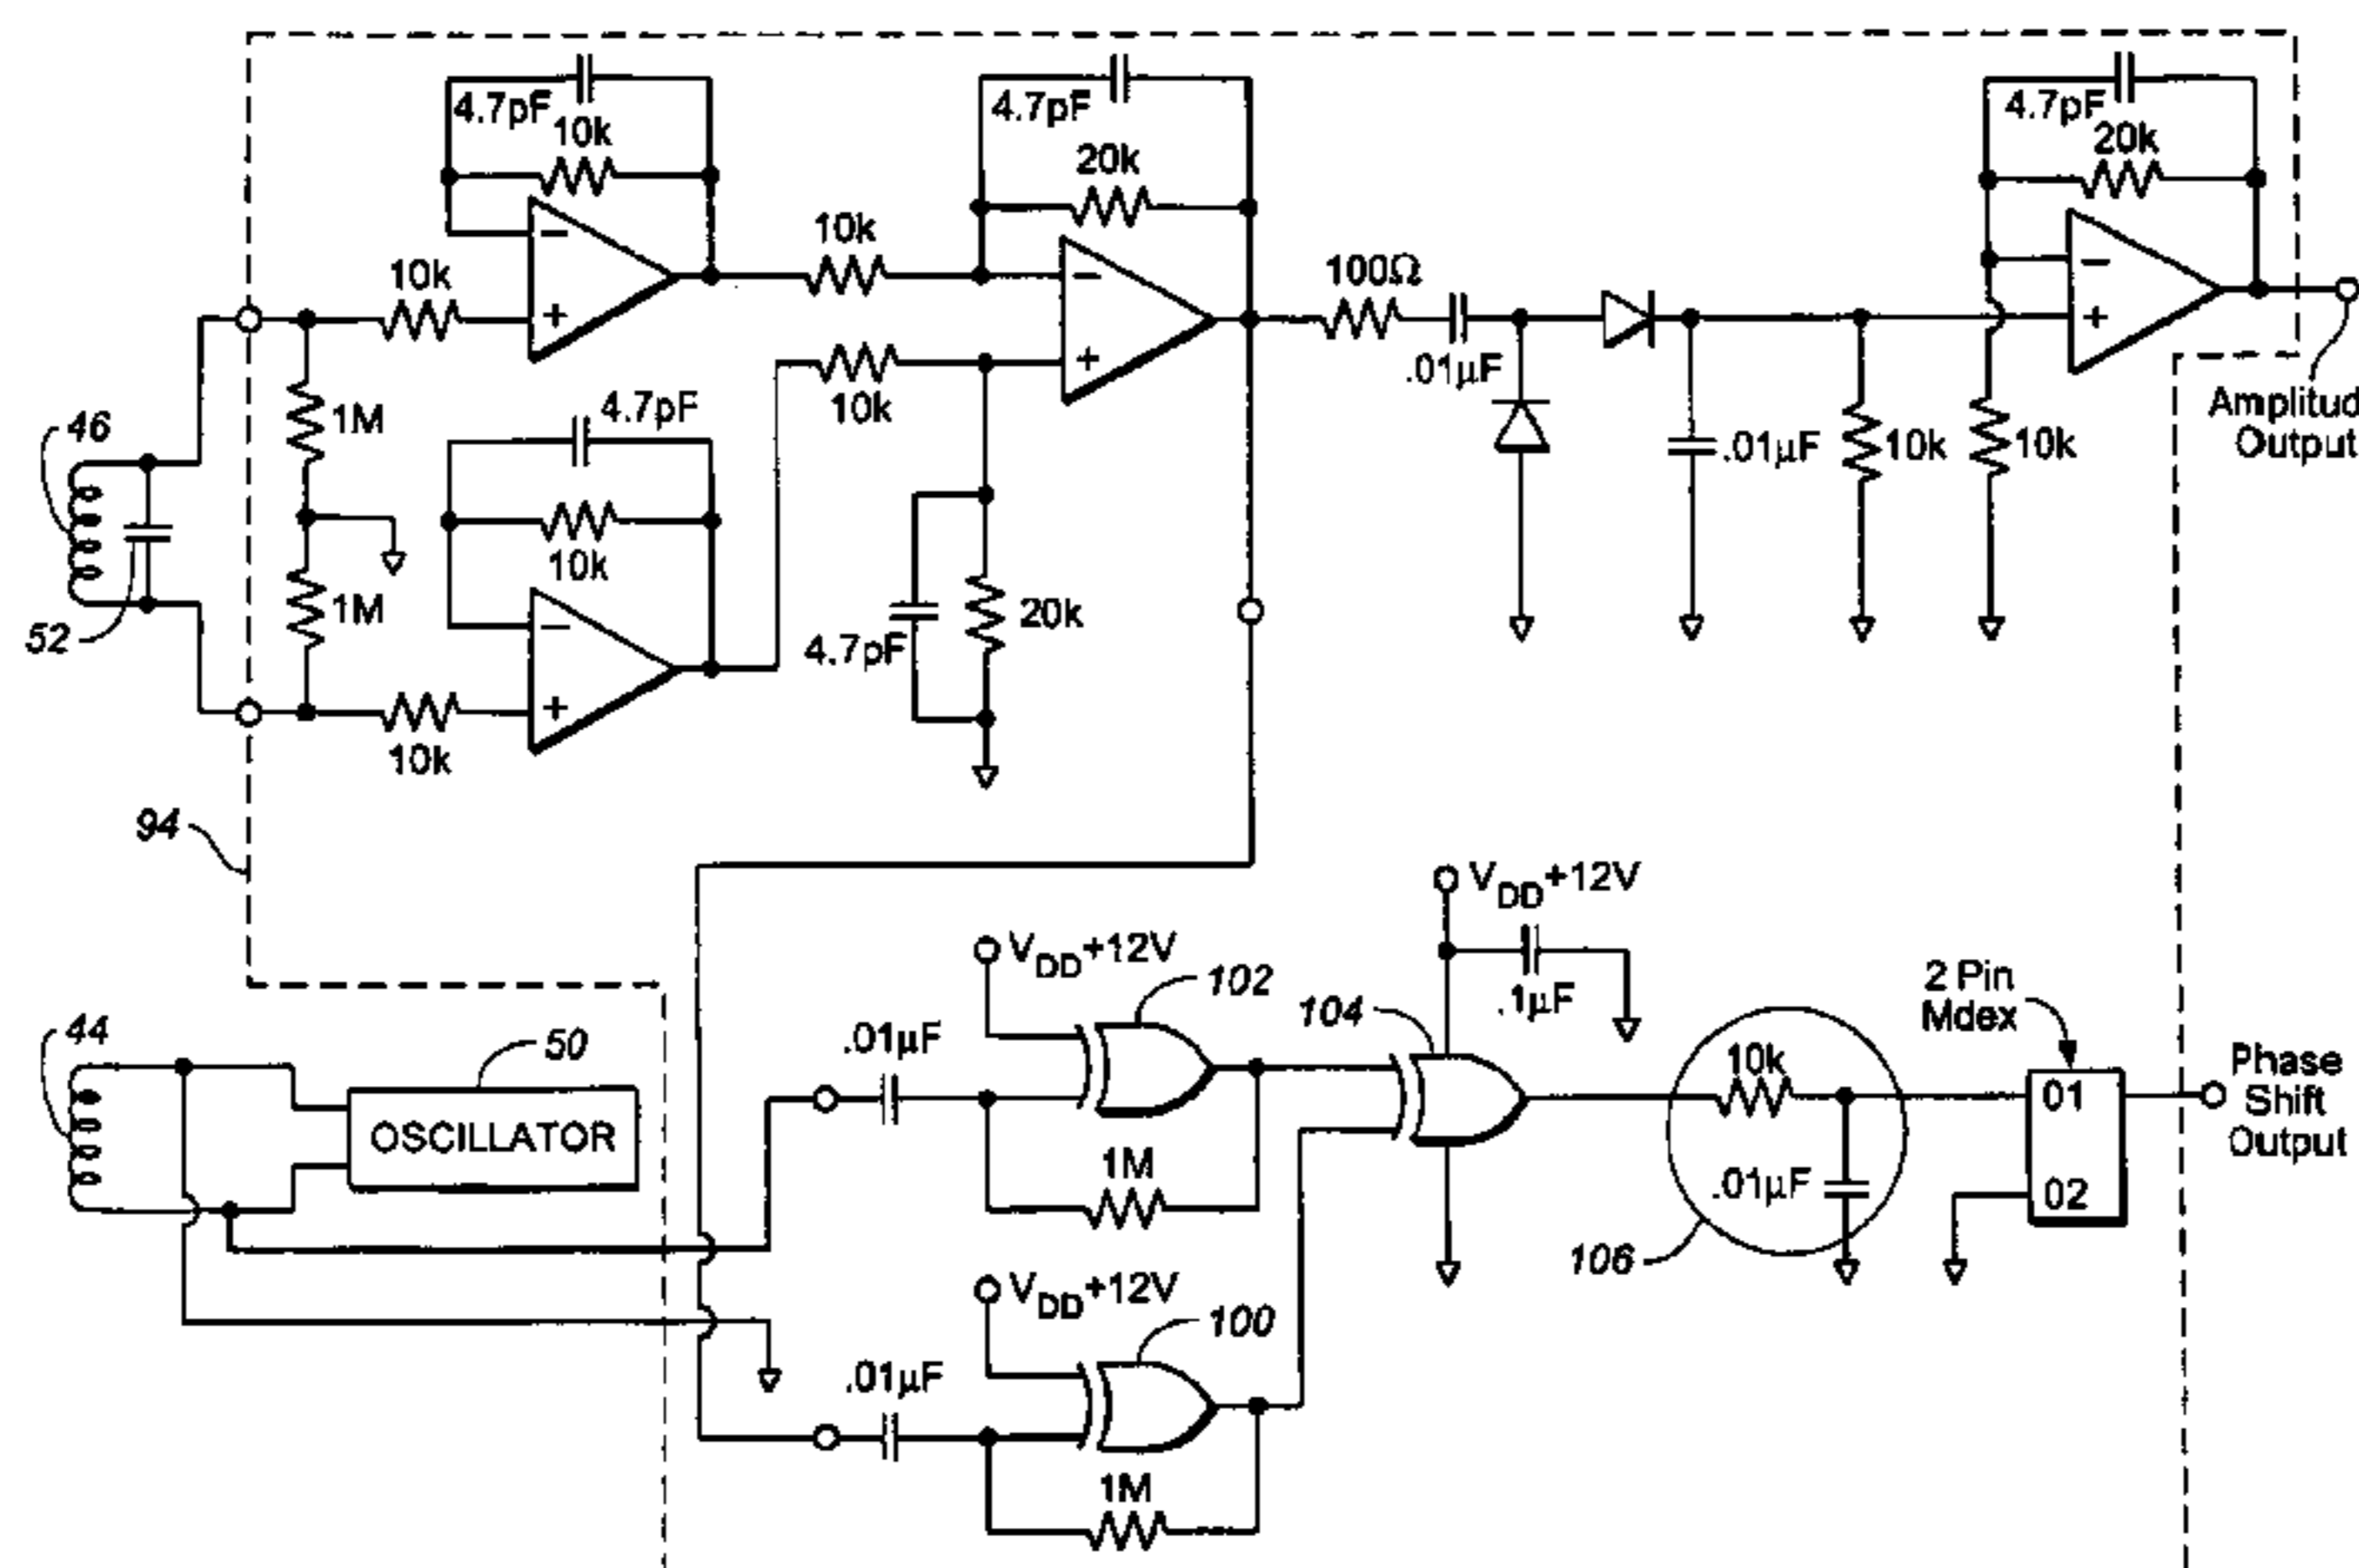 4.7pF
10k
4.7pF
20k
4.7pF
20k
10k
−
+
10k
−
+
100Ω
.01µF
−
+
10k
.01µF
10k
10k
Amplitud
Output
46
1M
4.7pF
10k
−
+
52
1M
10k
4.7pF
20k
94
VDD+12V
.1µF
VDD+12V
102
104
2 Pin
Mdex
44
50
OSCILLATOR
.01µF
1M
10k
.01µF
106
01
02
Phase
Shift
Output
VDD+12V
100
.01µF
1M